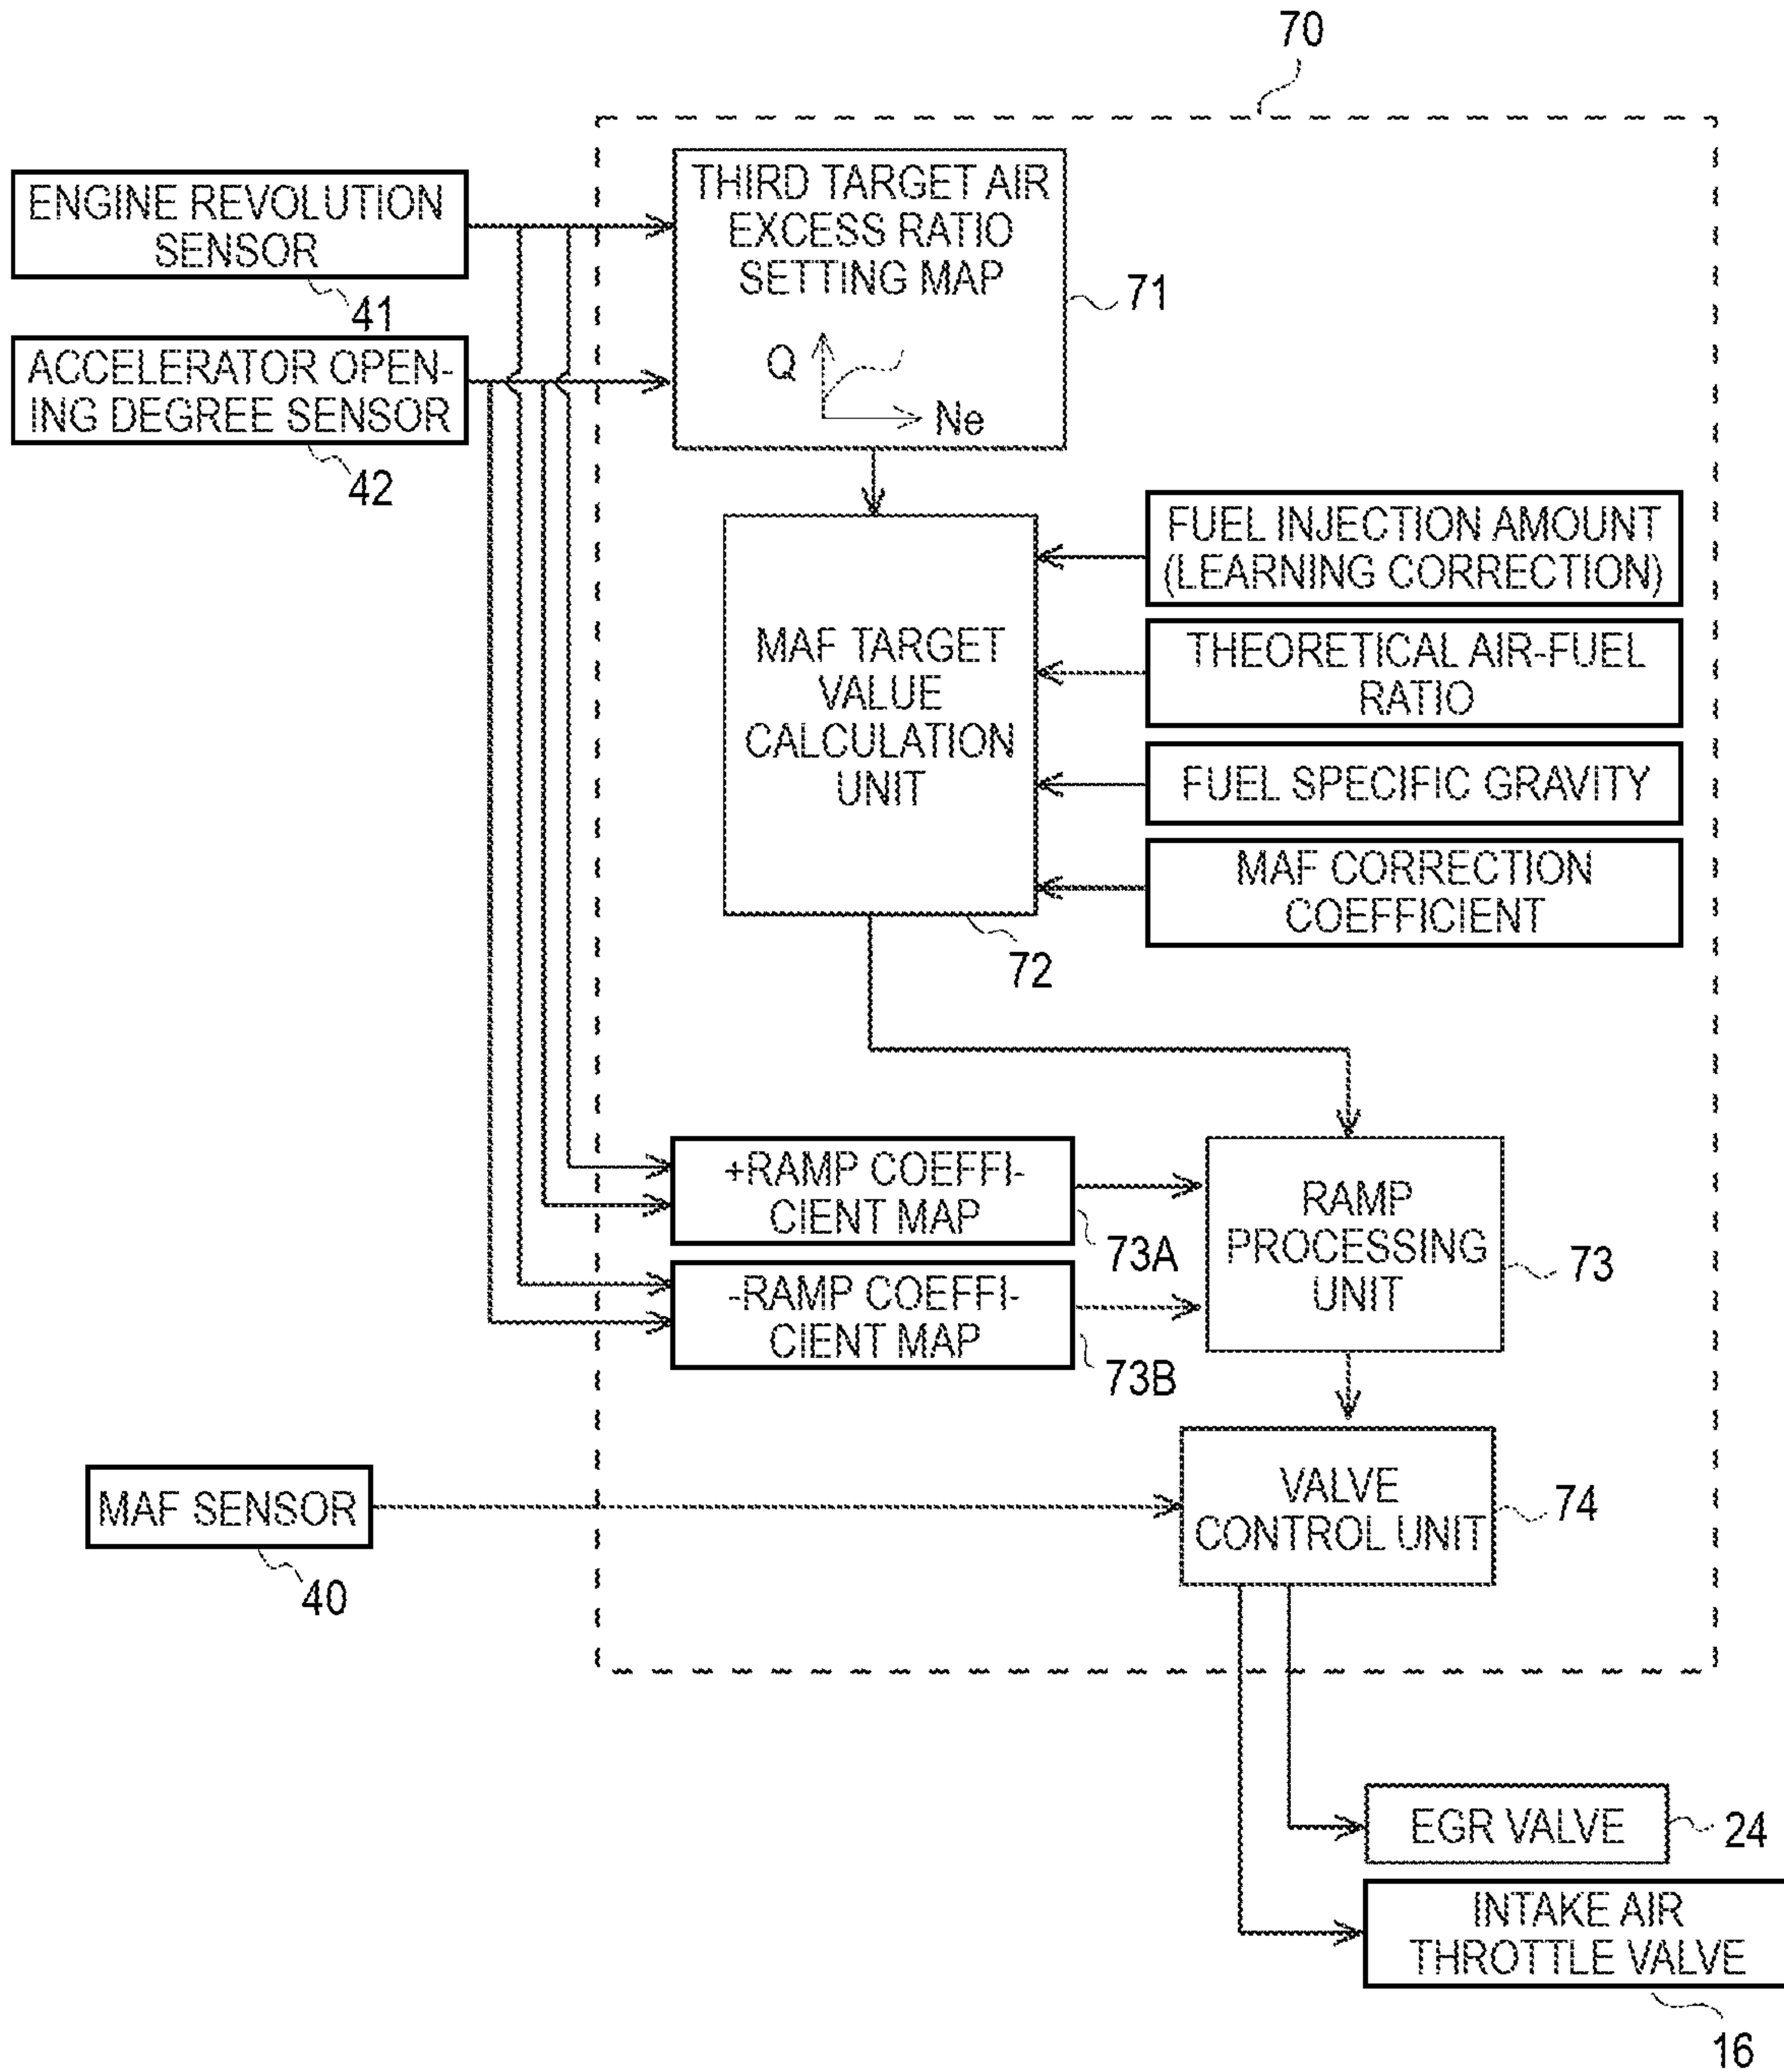 70
ENGINE REVOLUTION
SENSOR
41
ACCELERATOR OPEN-
ING DEGREE SENSOR
42
THIRD TARGET AIR
EXCESS RATIO
SETTING MAP
Q
Ne
71
MAF TARGET
VALUE
CALCULATION
UNIT
72
FUEL INJECTION AMOUNT
(LEARNING CORRECTION)
THEORETICAL AIR-FUEL
RATIO
FUEL SPECIFIC GRAVITY
MAF CORRECTION
COEFFICIENT
+RAMP COEFFI-
CIENT MAP
73A
-RAMP COEFFI-
CIENT MAP
73B
RAMP
PROCESSING
UNIT
73
MAF SENSOR
40
VALVE
CONTROL UNIT
74
EGR VALVE
24
INTAKE AIR
THROTTLE VALVE
16